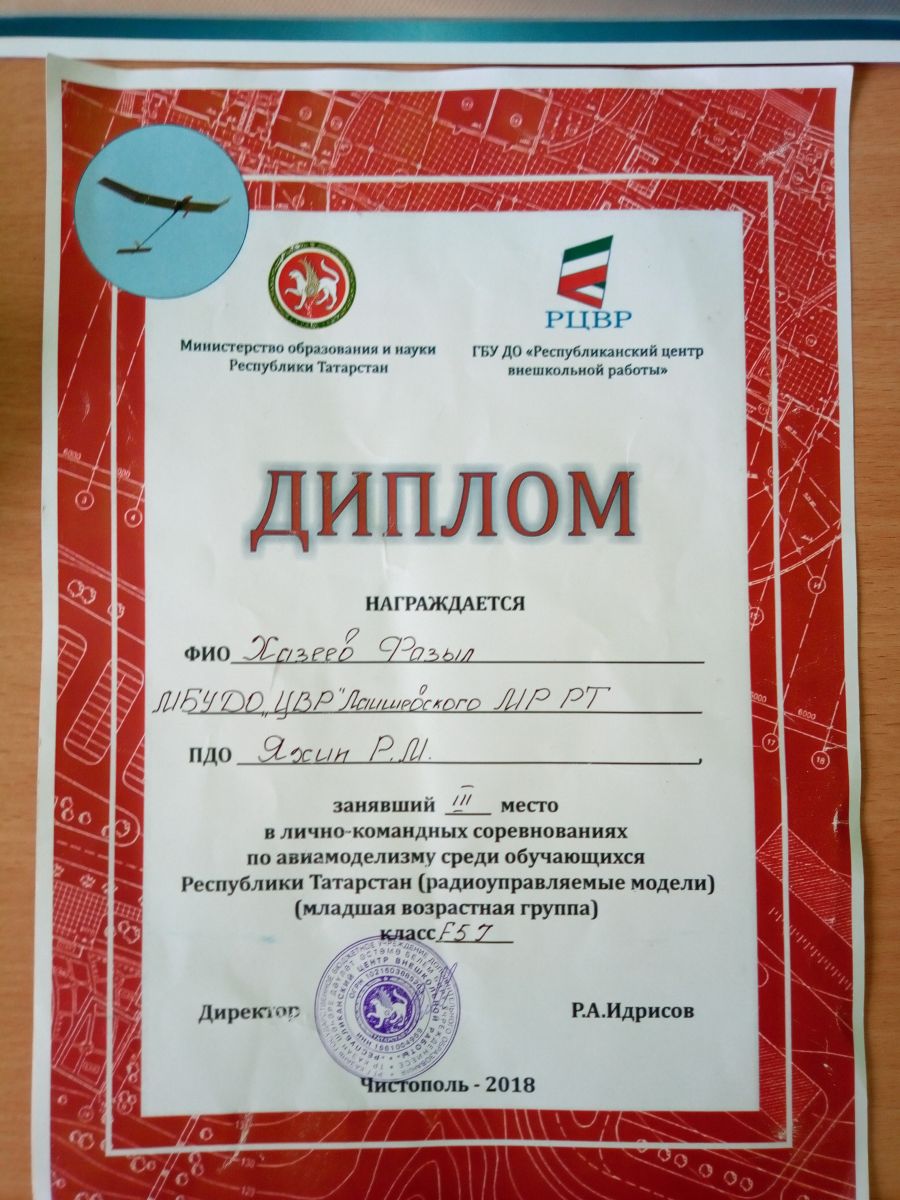 Министерство образования и науки
Республики Татарстан
РЦВР
ГБУ ДО «Республиканский центр
внешкольной работы»
ДИПЛОМ
НАГРАЖДАЕТСЯ
ФИО Хазеев Фазыл
МБУДО „ЦВР" Лаишевского МР РТ
ПДО Яхин Р.М. ,
занявший III место
в лично-командных соревнованиях
по авиамоделизму среди обучающихся
Республики Татарстан (радиоуправляемые модели)
(младшая возрастная группа)
класс F5J
Директор Р.А.Идрисов
Чистополь - 2018